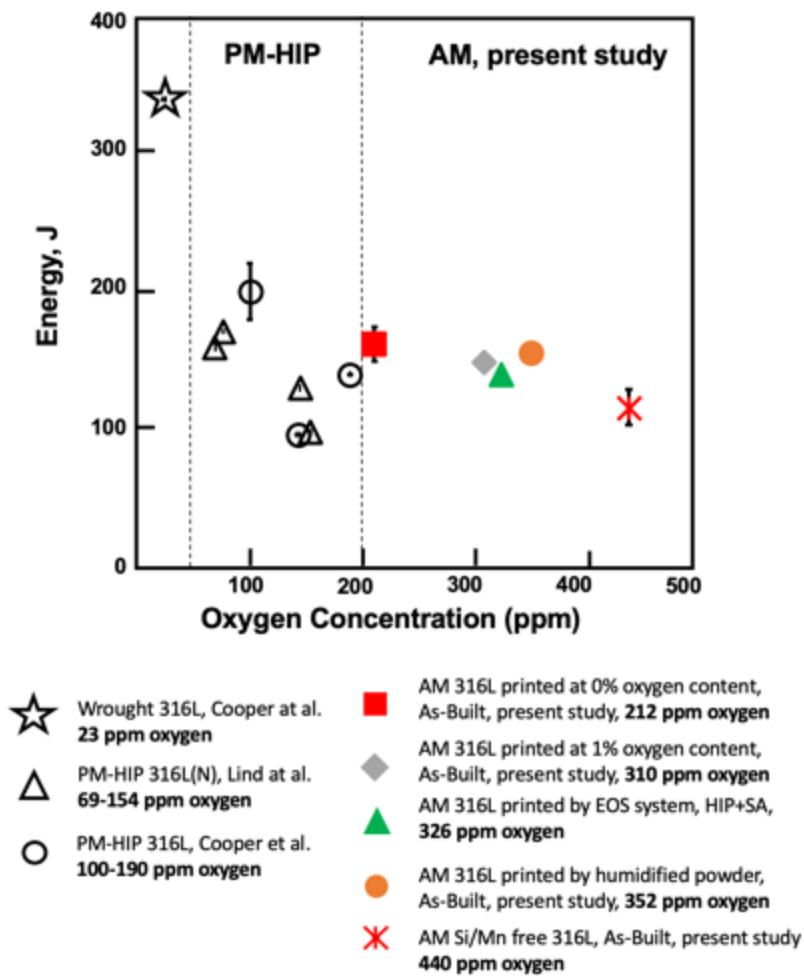 400
PM-HIP
AM, present study
300
200
100
0
Energy, J
100
200
300
400
500
Oxygen Concentration (ppm)
Wrought 316L, Cooper at al.
23 ppm oxygen
PM-HIP 316L(N), Lind at al.
69-154 ppm oxygen
PM-HIP 316L, Cooper et al.
100-190 ppm oxygen
AM 316L printed at 0% oxygen content,
As-Built, present study, 212 ppm oxygen
AM 316L printed at 1% oxygen content,
As-Built, present study, 310 ppm oxygen
AM 316L printed by EOS system, HIP+SA,
326 ppm oxygen
AM 316L printed by humidified powder,
As-Built, present study, 352 ppm oxygen
AM Si/Mn free 316L, As-Built, present study
440 ppm oxygen